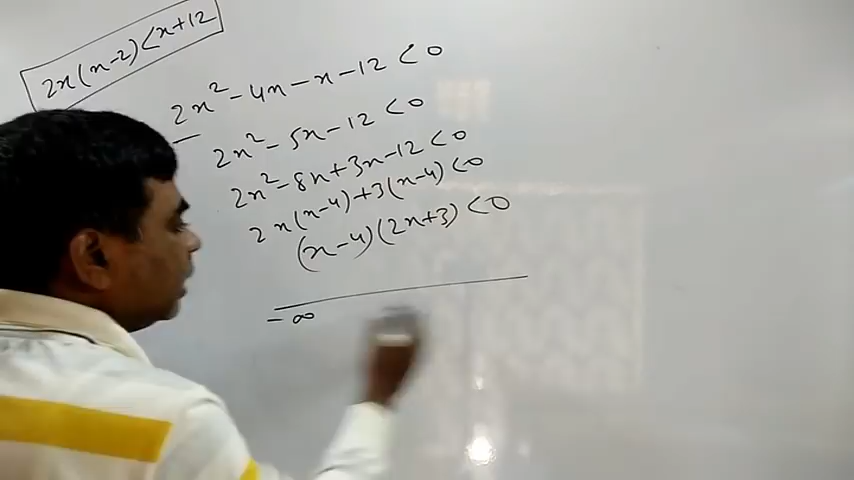 2x(x-2)<x+12
2x² - 4x - x - 12 < 0
2x² - 5x - 12 < 0
2x² - 8x + 3x - 12 < 0
2x(x-4) + 3(x-4) < 0
(x-4)(2x+3) < 0
-∞